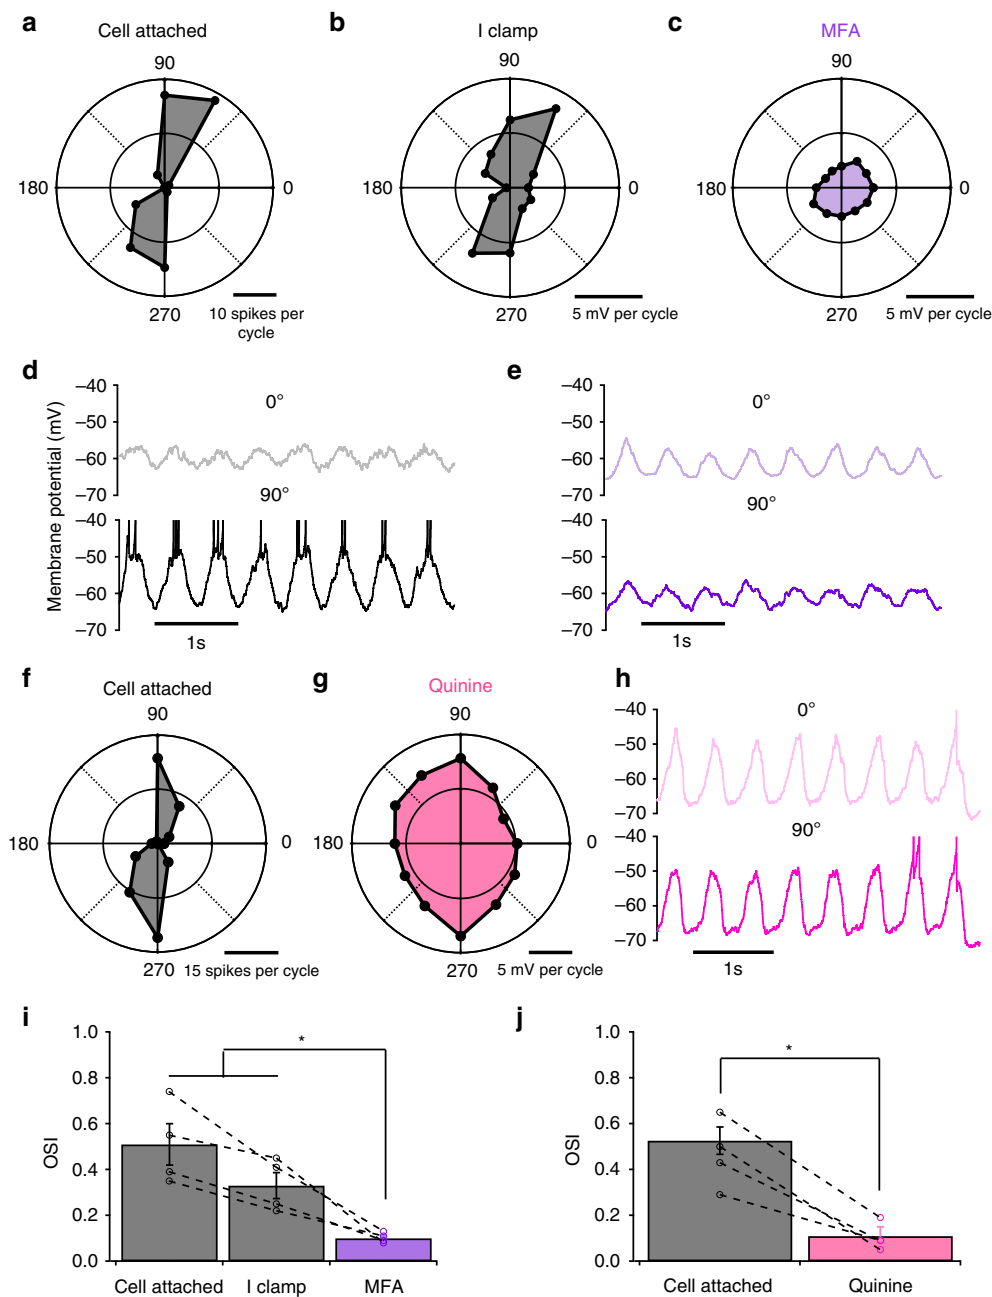 a
Cell attached
90
180
0
270
10 spikes per
cycle
b
I clamp
90
180
0
270
5 mV per cycle
c
MFA
90
180
0
270
5 mV per cycle
d
Membrane potential (mV)
−40
−50
−60
−70
0°
90°
−40
−50
−60
−70
1s
e
−40
−50
−60
−70
0°
90°
−40
−50
−60
−70
1s
f
Cell attached
90
180
0
270
15 spikes per cycle
g
Quinine
90
180
0
270
5 mV per cycle
h
−40
−50
−60
−70
0°
90°
−40
−50
−60
−70
1s
i
OSI
1.0
0.8
0.6
0.4
0.2
0.0
*
Cell attached
I clamp
MFA
j
OSI
1.0
0.8
0.6
0.4
0.2
0.0
*
Cell attached
Quinine